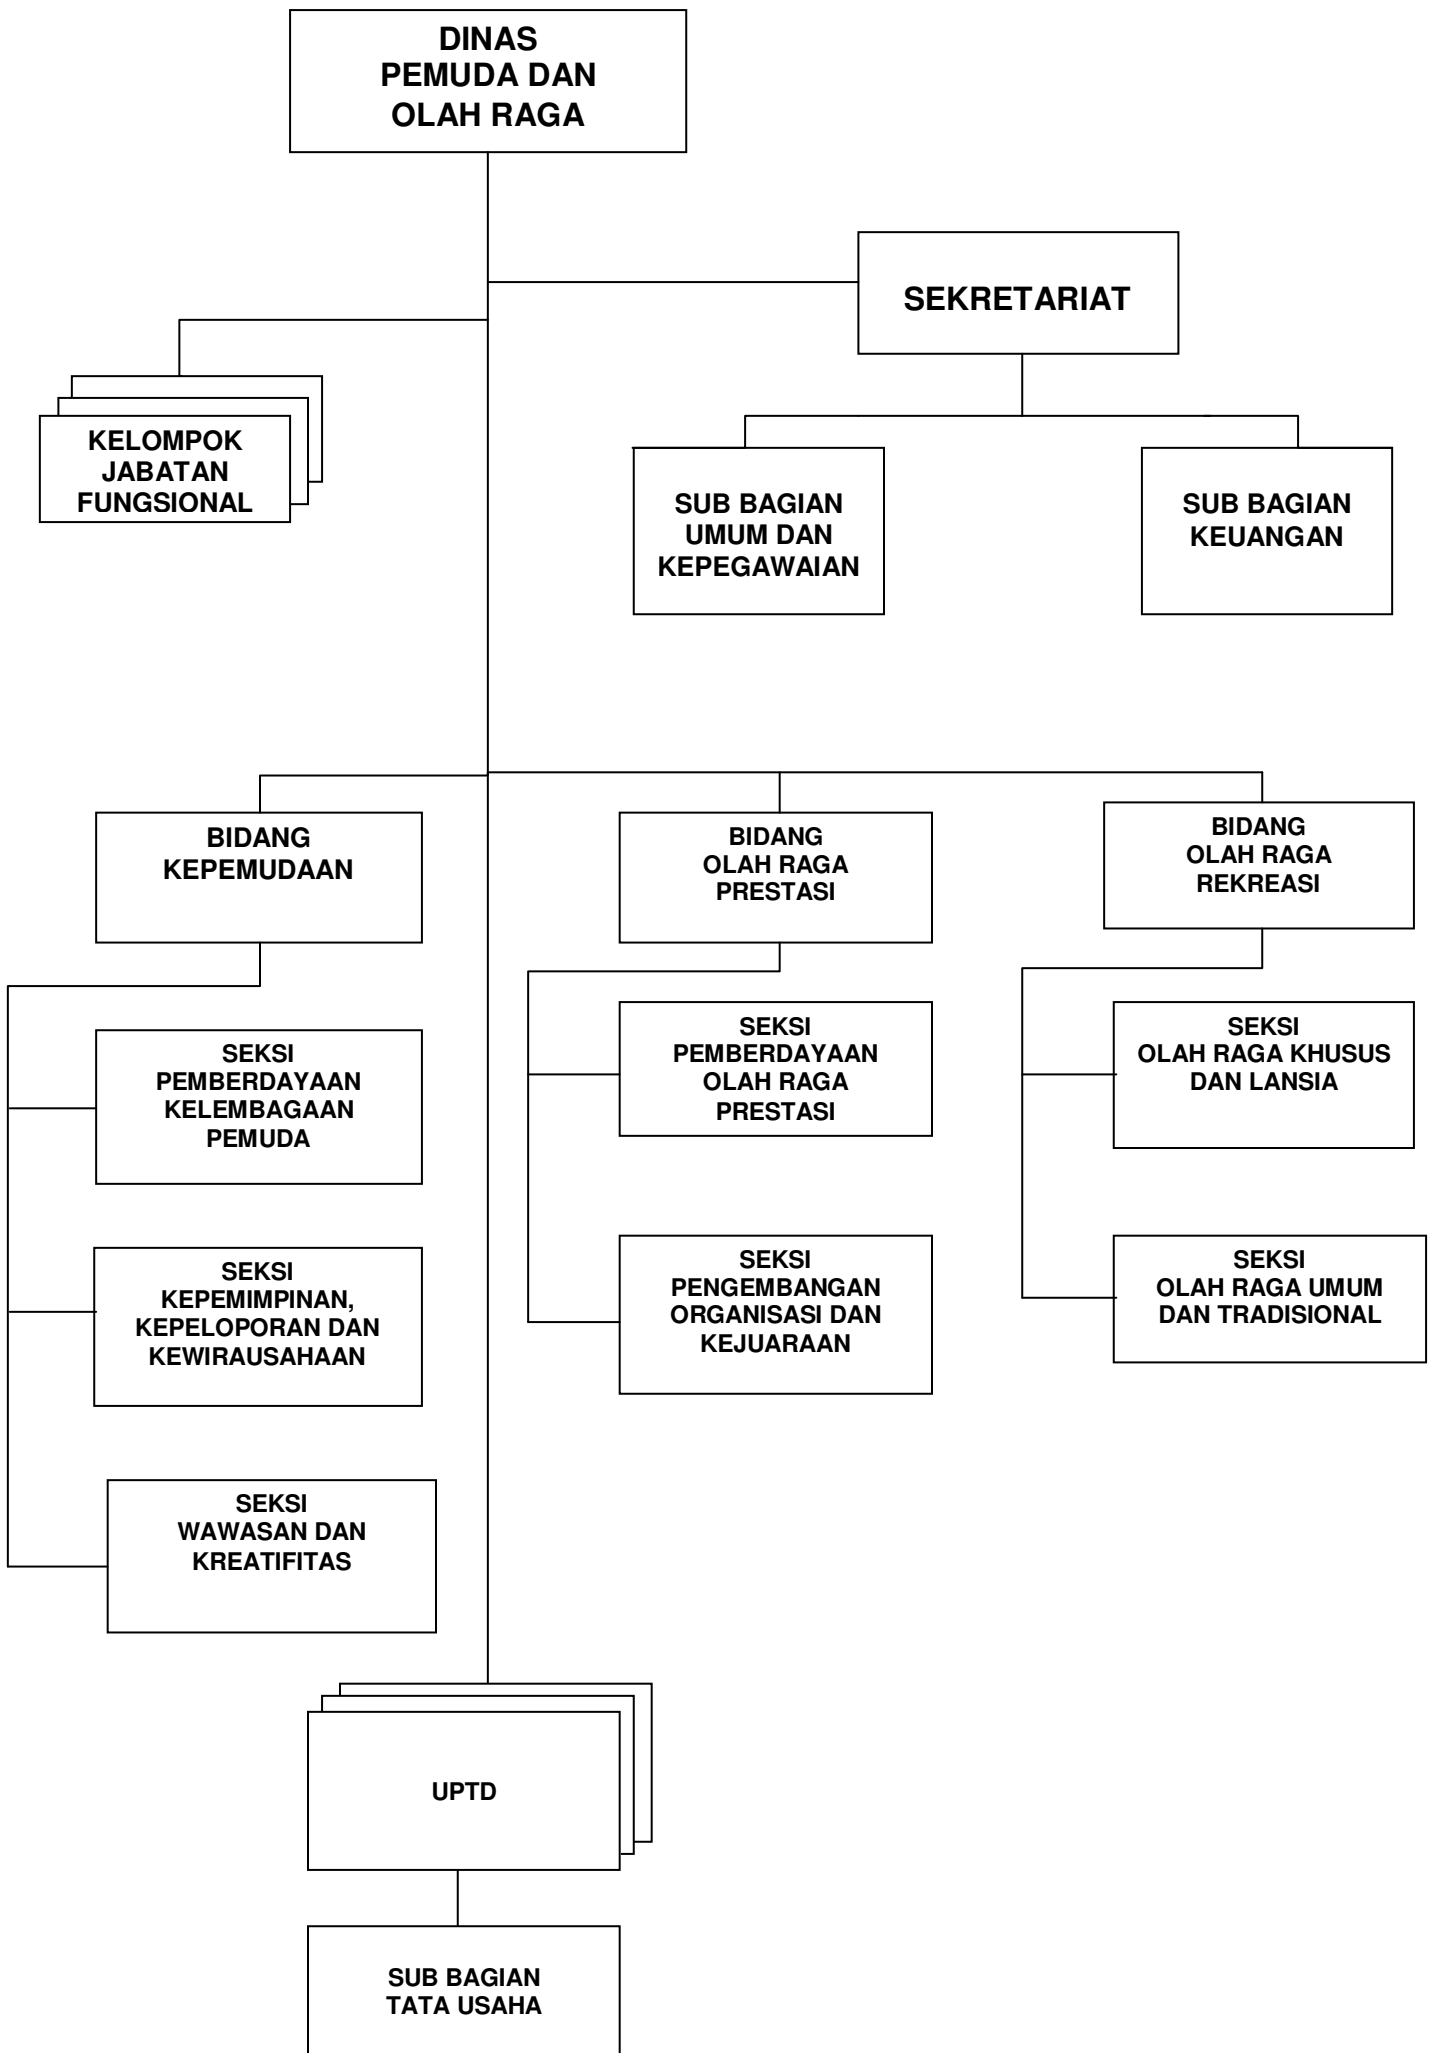 DINAS
PEMUDA DAN
OLAH RAGA
SEKRETARIAT
KELOMPOK
JABATAN
FUNGSIONAL
SUB BAGIAN
UMUM DAN
KEPEGAWAIAN
SUB BAGIAN
KEUANGAN
BIDANG
KEPEMUDAAN
BIDANG
OLAH RAGA
PRESTASI
BIDANG
OLAH RAGA
REKREASI
SEKSI
PEMBERDAYAAN
KELEMBAGAAN
PEMUDA
SEKSI
PEMBERDAYAAN
OLAH RAGA
PRESTASI
SEKSI
OLAH RAGA KHUSUS
DAN LANSIA
SEKSI
KEPEMIMPINAN,
KEPELOPORAN DAN
KEWIRAUSAHAAN
SEKSI
PENGEMBANGAN
ORGANISASI DAN
KEJUARAAN
SEKSI
OLAH RAGA UMUM
DAN TRADISIONAL
SEKSI
WAWASAN DAN
KREATIFITAS
UPTD
SUB BAGIAN
TATA USAHA